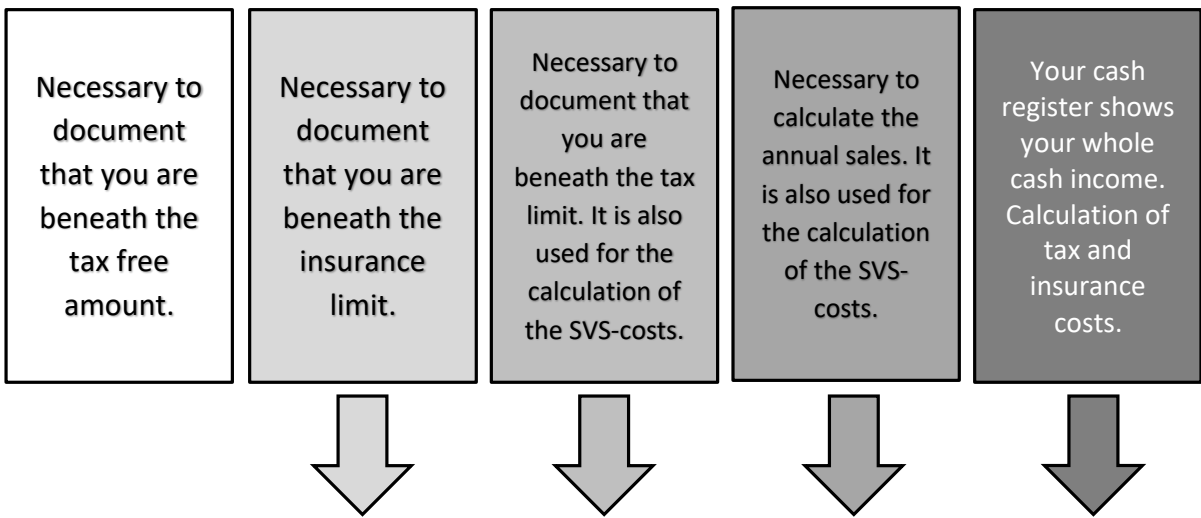 Necessary to
document
that you are
beneath the
tax free
amount.
Necessary to
document
that you are
beneath the
insurance
limit.
Necessary to
document that
you are
beneath the tax
limit. It is also
used for the
calculation of
the SVS-costs.
Necessary to
calculate the
annual sales. It
is also used for
the calculation
of the SVS-
costs.
Your cash
register shows
your whole
cash income.
Calculation of
tax and
insurance
costs.